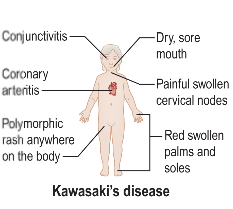 Conjunctivitis
Coronary
arteritis
Polymorphic
rash anywhere
on the body
Dry, sore
mouth
Painful swollen
cervical nodes
Red swollen
palms and
soles
Kawasaki's disease